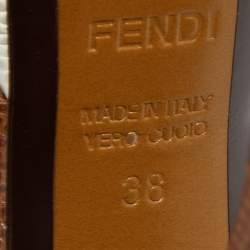 FENDI
MADE IN ITALY
VERO CUOIO
38